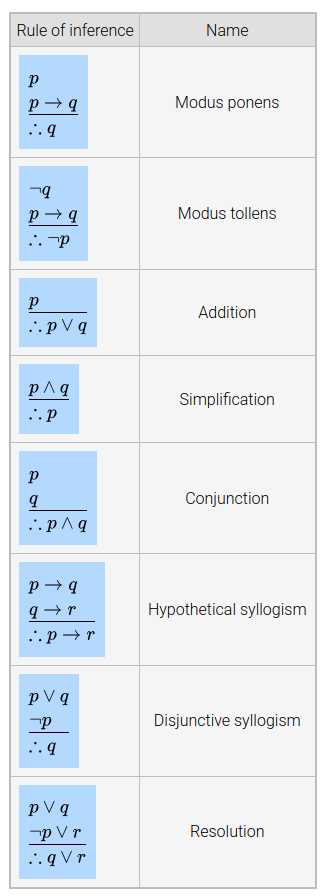 Rule of inference Name
p
p → q
∴ q
Modus ponens
¬q
p → q
∴ ¬p
Modus tollens
p
∴ p ∨ q
Addition
p ∧ q
∴ p
Simplification
p
q
∴ p ∧ q
Conjunction
p → q
q → r
∴ p → r
Hypothetical syllogism
p ∨ q
¬p
∴ q
Disjunctive syllogism
p ∨ q
¬p ∨ r
∴ q ∨ r
Resolution